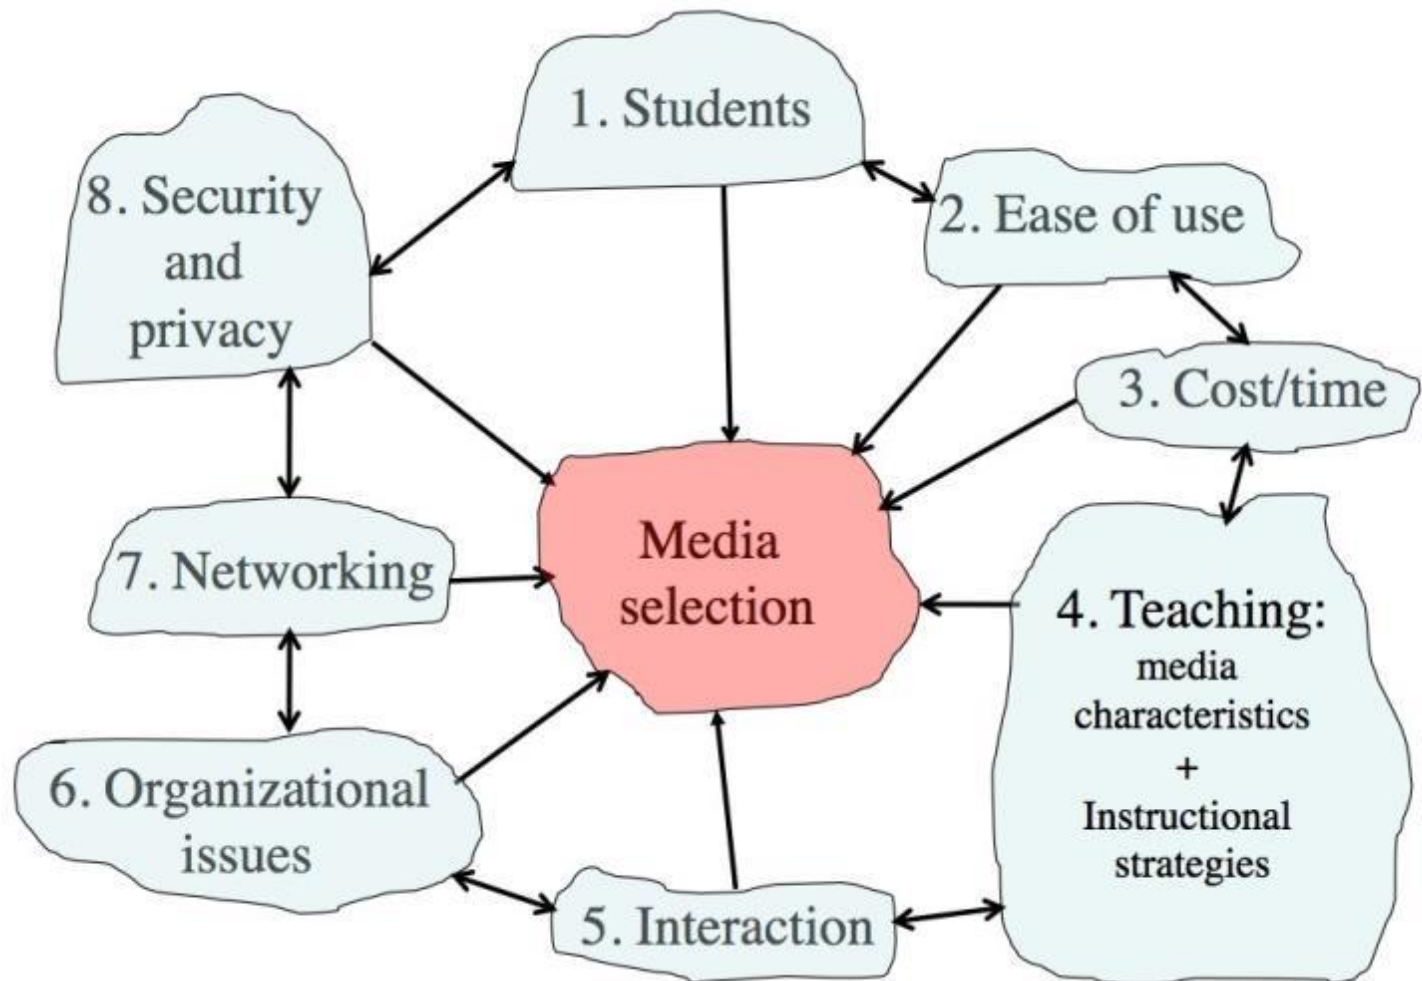 1. Students
2. Ease of use
3. Cost/time
4. Teaching:
media
characteristics
+
Instructional
strategies
5. Interaction
6. Organizational
issues
7. Networking
8. Security
and
privacy
Media
selection